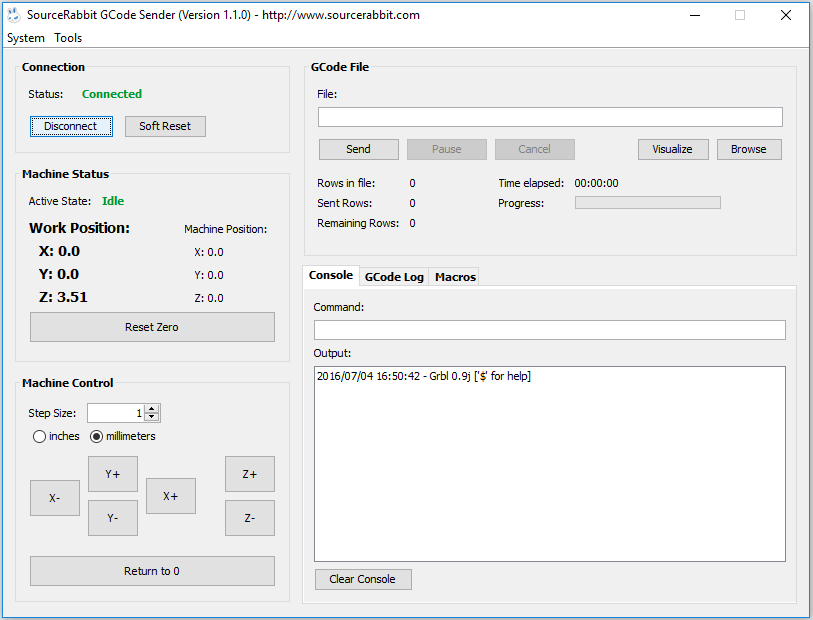 SourceRabbit GCode Sender (Version 1.1.0) - http://www.sourcerabbit.com
System Tools
Connection
Status: Connected
Disconnect Soft Reset
Machine Status
Active State: Idle
Work Position: Machine Position:
X: 0.0 X: 0.0
Y: 0.0 Y: 0.0
Z: 3.51 Z: 0.0
Reset Zero
Machine Control
Step Size: 1
inches millimeters
Y+ Z+
X- X+
Y- Z-
Return to 0
GCode File
File:
Send Pause Cancel Visualize Browse
Rows in file: 0 Time elapsed: 00:00:00
Sent Rows: 0 Progress:
Remaining Rows: 0
Console GCode Log Macros
Command:
Output:
2016/07/04 16:50:42 - Grbl 0.9j ['$' for help]
Clear Console